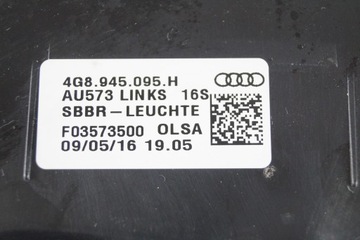 4G8.945.095.H
AU573 LINKS 16S
SBBR-LEUCHTE
F03573500 OLSA
09/05/16 19.05